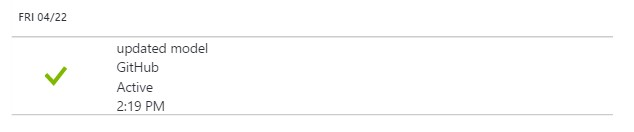 FRI 04/22
updated model
GitHub
Active
2:19 PM